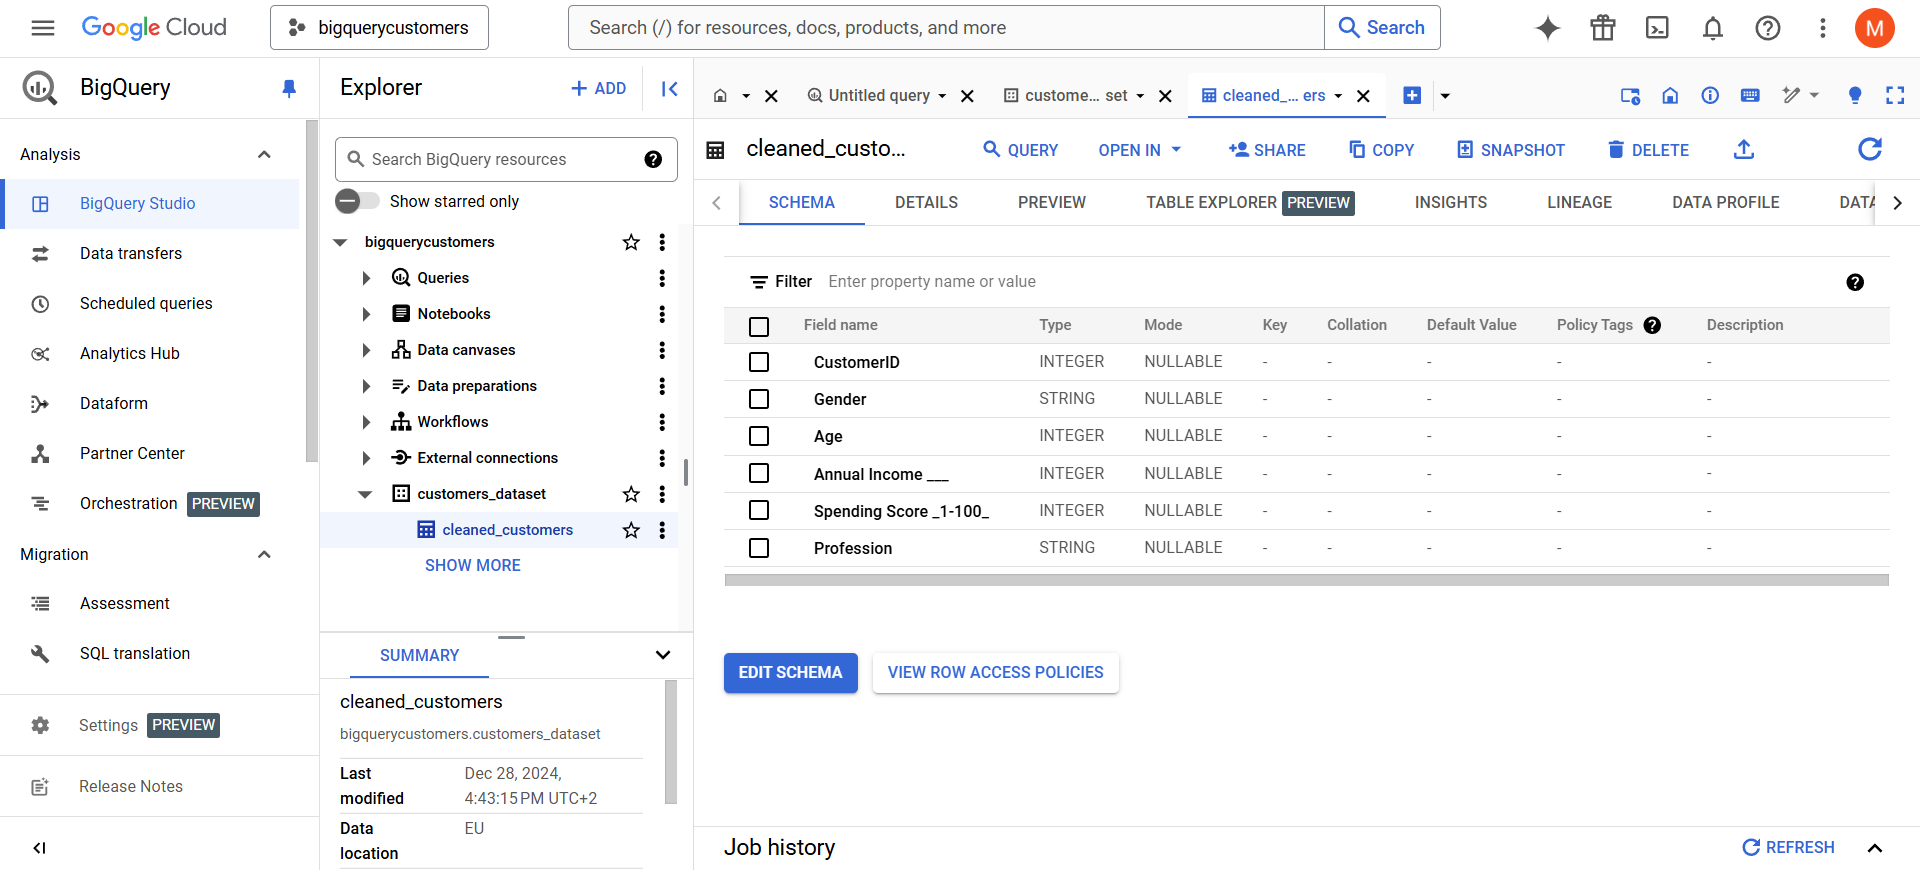 Google Cloud
bigquerycustomers
Search (/) for resources, docs, products, and more
Search
M
BigQuery
Analysis
BigQuery Studio
Data transfers
Scheduled queries
Analytics Hub
Dataform
Partner Center
Orchestration PREVIEW
Migration
Assessment
SQL translation
Settings PREVIEW
Release Notes
Explorer
+ ADD
Search BigQuery resources
Show starred only
bigquerycustomers
Queries
Notebooks
Data canvases
Data preparations
Workflows
External connections
customers_dataset
cleaned_customers
SHOW MORE
SUMMARY
cleaned_customers
bigquerycustomers.customers_dataset
Last modified Dec 28, 2024, 4:43:15 PM UTC+2
Data location EU
Untitled query
custome... set
cleaned_... ers
cleaned_custo...
QUERY OPEN IN SHARE COPY SNAPSHOT DELETE
SCHEMA DETAILS PREVIEW TABLE EXPLORER PREVIEW INSIGHTS LINEAGE DATA PROFILE DATA
Filter Enter property name or value
Field name Type Mode Key Collation Default Value Policy Tags Description
CustomerID INTEGER NULLABLE - - - - -
Gender STRING NULLABLE - - - - -
Age INTEGER NULLABLE - - - - -
Annual Income ___ INTEGER NULLABLE - - - - -
Spending Score _1-100_ INTEGER NULLABLE - - - - -
Profession STRING NULLABLE - - - - -
EDIT SCHEMA
VIEW ROW ACCESS POLICIES
Job history
REFRESH